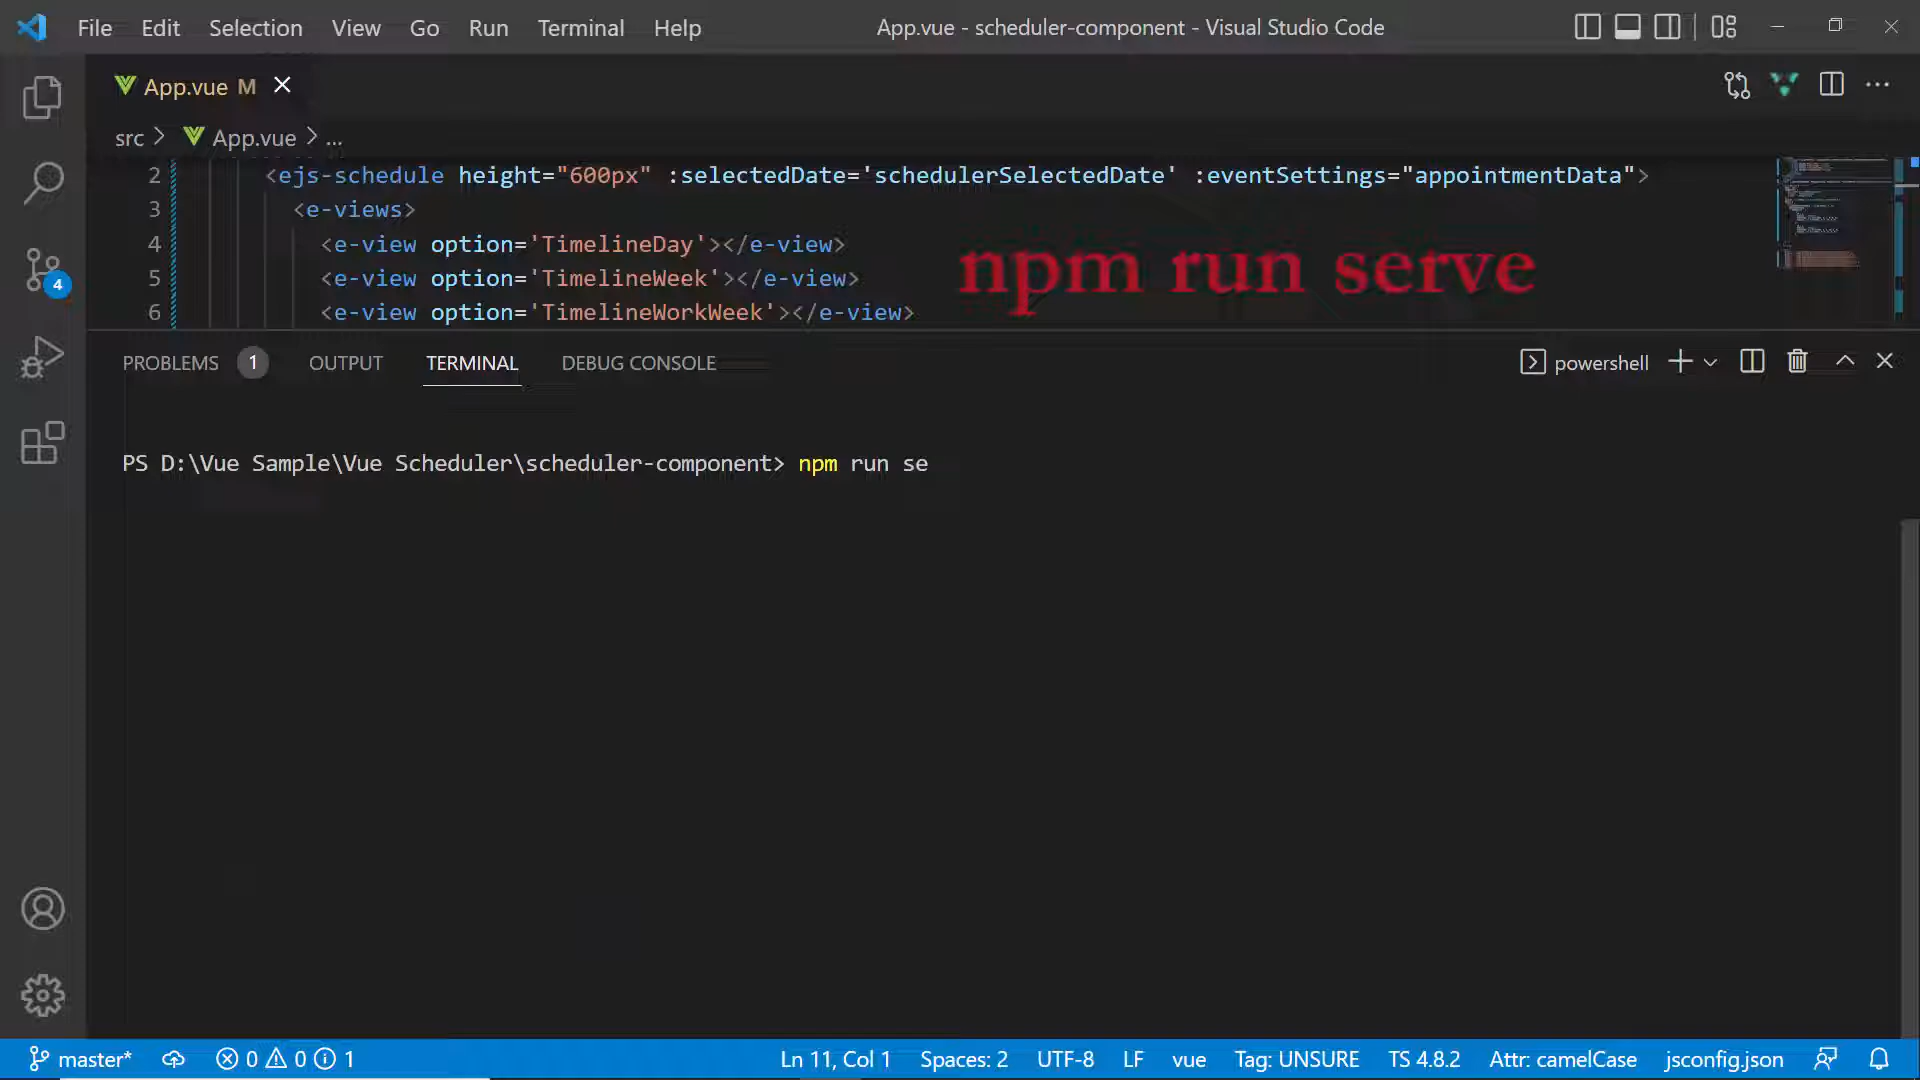 File Edit Selection View Go Run Terminal Help App.vue - scheduler-component - Visual Studio Code
App.vue M
src > App.vue > ...
2 <ejs-schedule height="600px" :selectedDate='schedulerSelectedDate' :eventSettings="appointmentData">
3 <e-views>
4 <e-view option='TimelineDay'></e-view>
5 <e-view option='TimelineWeek'></e-view>
6 <e-view option='TimelineWorkWeek'></e-view>
npm run serve
PROBLEMS 1 OUTPUT TERMINAL DEBUG CONSOLE powershell
4
PS D:\Vue Sample\Vue Scheduler\scheduler-component> npm run se
master* 0 0 1 Ln 11, Col 1 Spaces: 2 UTF-8 LF vue Tag: UNSURE TS 4.8.2 Attr: camelCase jsconfig.json